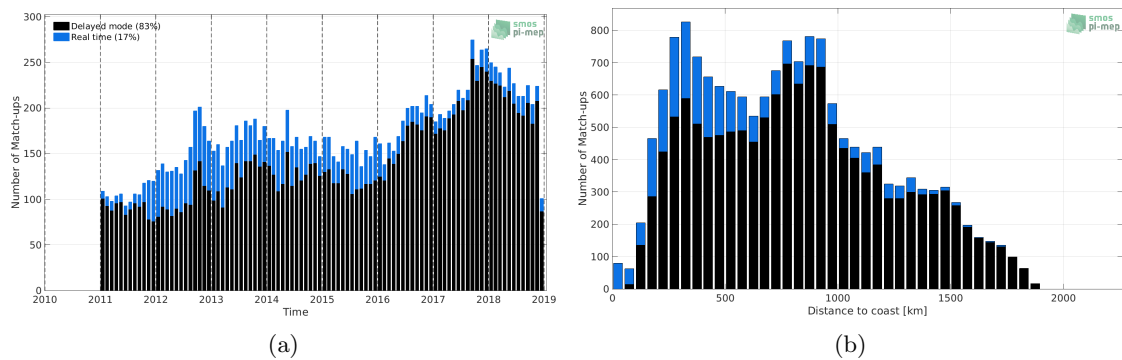 300
250
200
150
100
50
0
Number of Match-ups
Delayed mode (83%)
Real time (17%)
smos
pi-mep
2010 2011 2012 2013 2014 2015 2016 2017 2018 2019
Time
(a)
800
700
600
500
400
300
200
100
0
Number of Match-ups
smos
pi-mep
0 500 1000 1500 2000
Distance to coast [km]
(b)